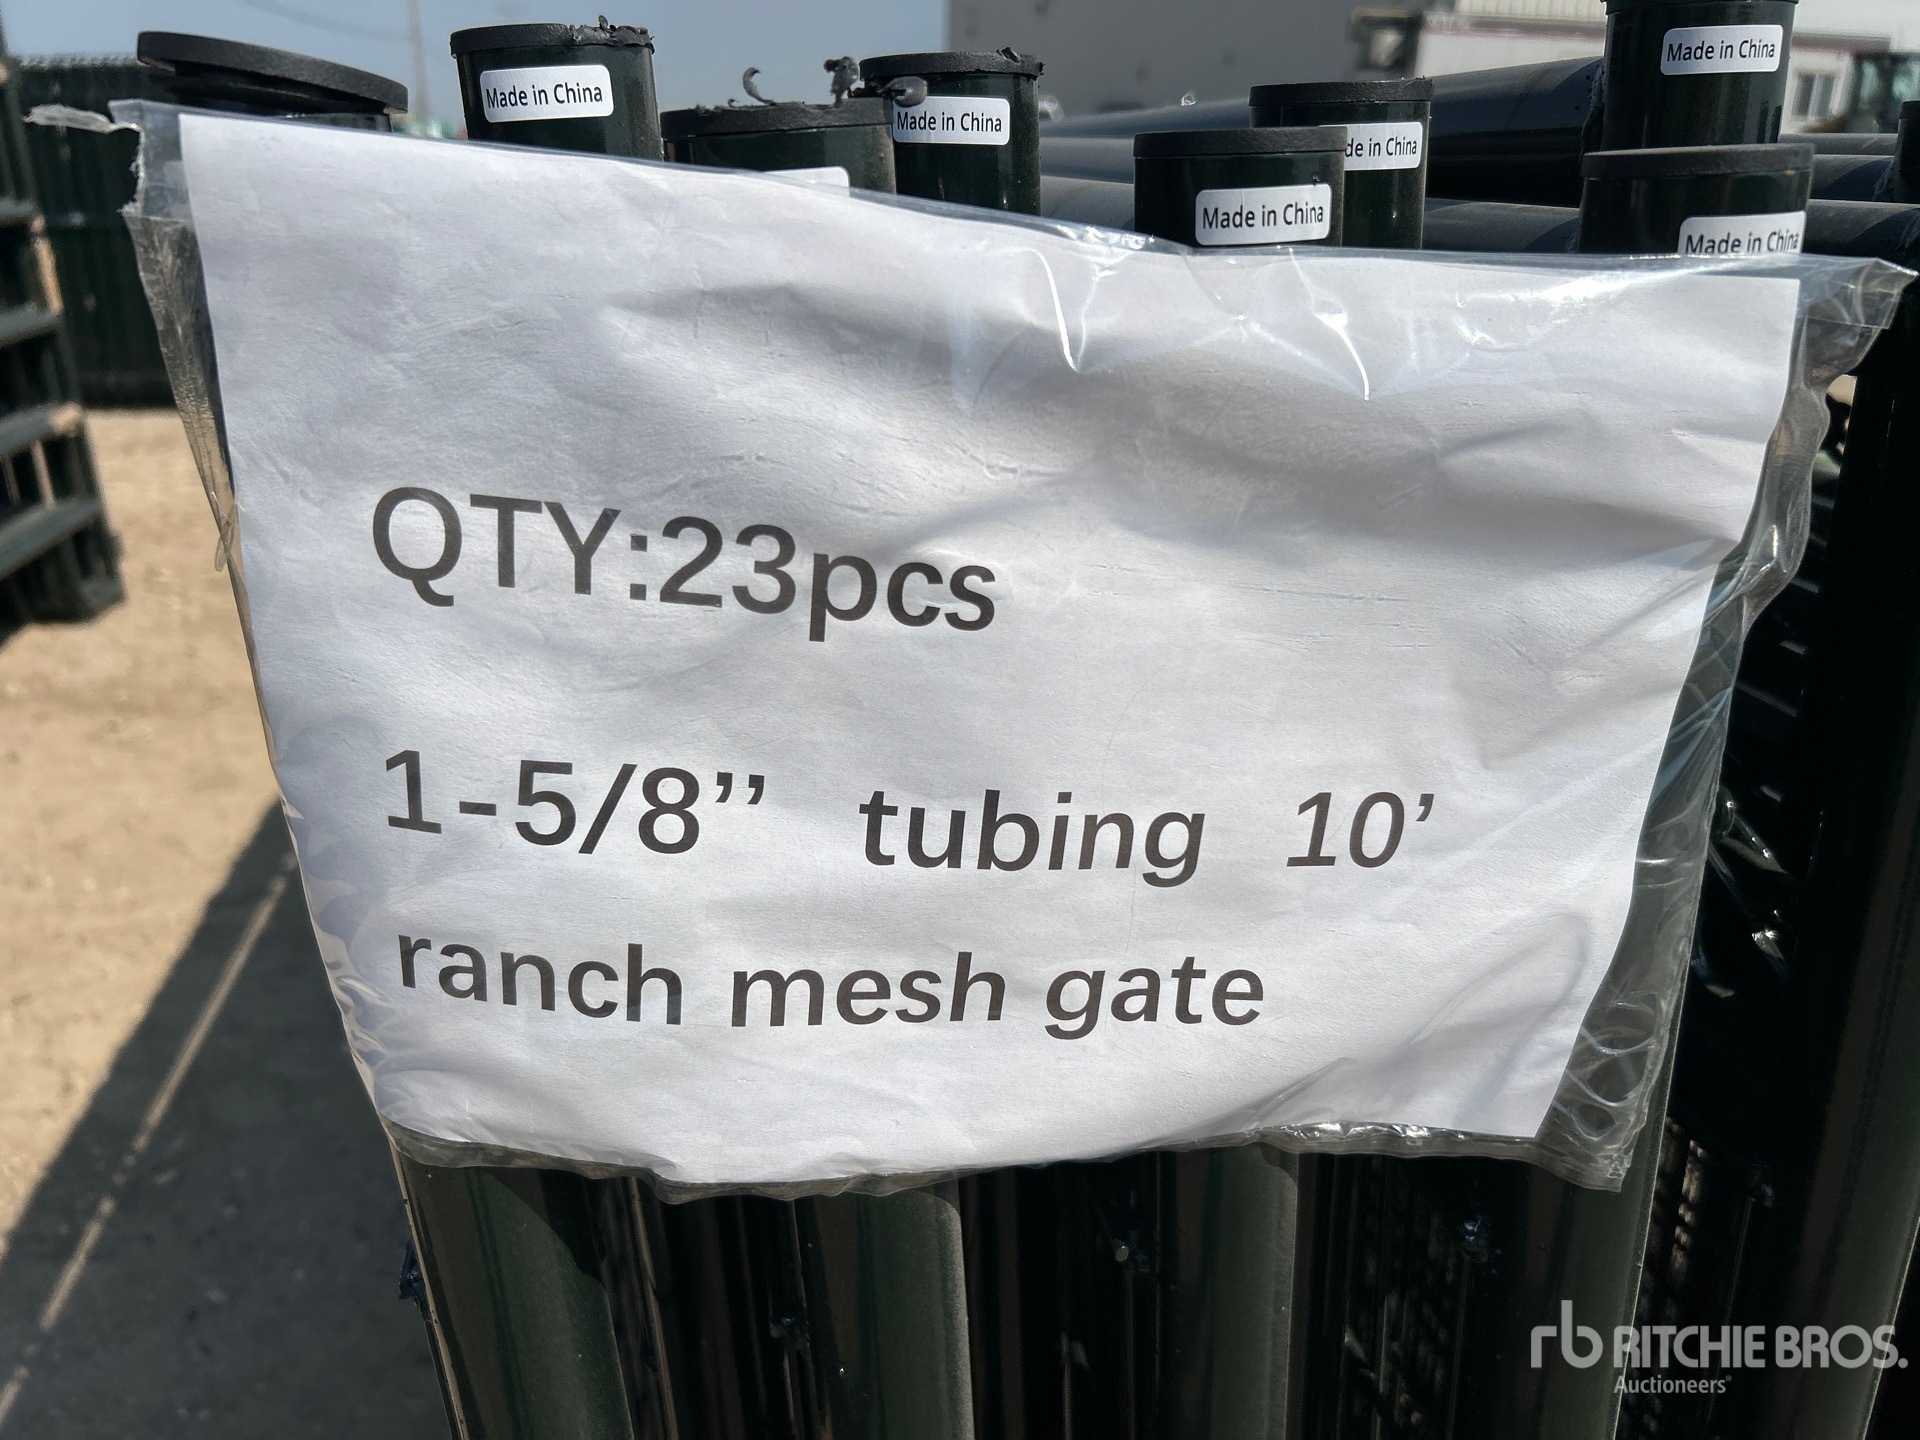 Made in China
Made in China
Made in China
de in China
Made in China
Made in China
QTY:23pcs
1-5/8’’ tubing 10’
ranch mesh gate
rb RITCHIE BROS.
Auctioneers